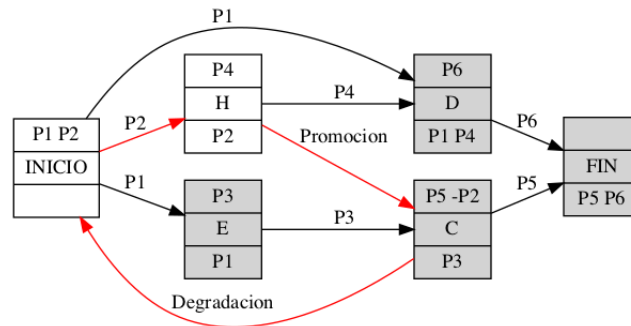 P1
P4
H
P2
P6
D
P1 P4
P4
P2
P1 P2
INICIO
Promocion
P6
FIN
P5 P6
P1
P3
E
P1
P3
P5 -P2
C
P3
P5
Degradacion